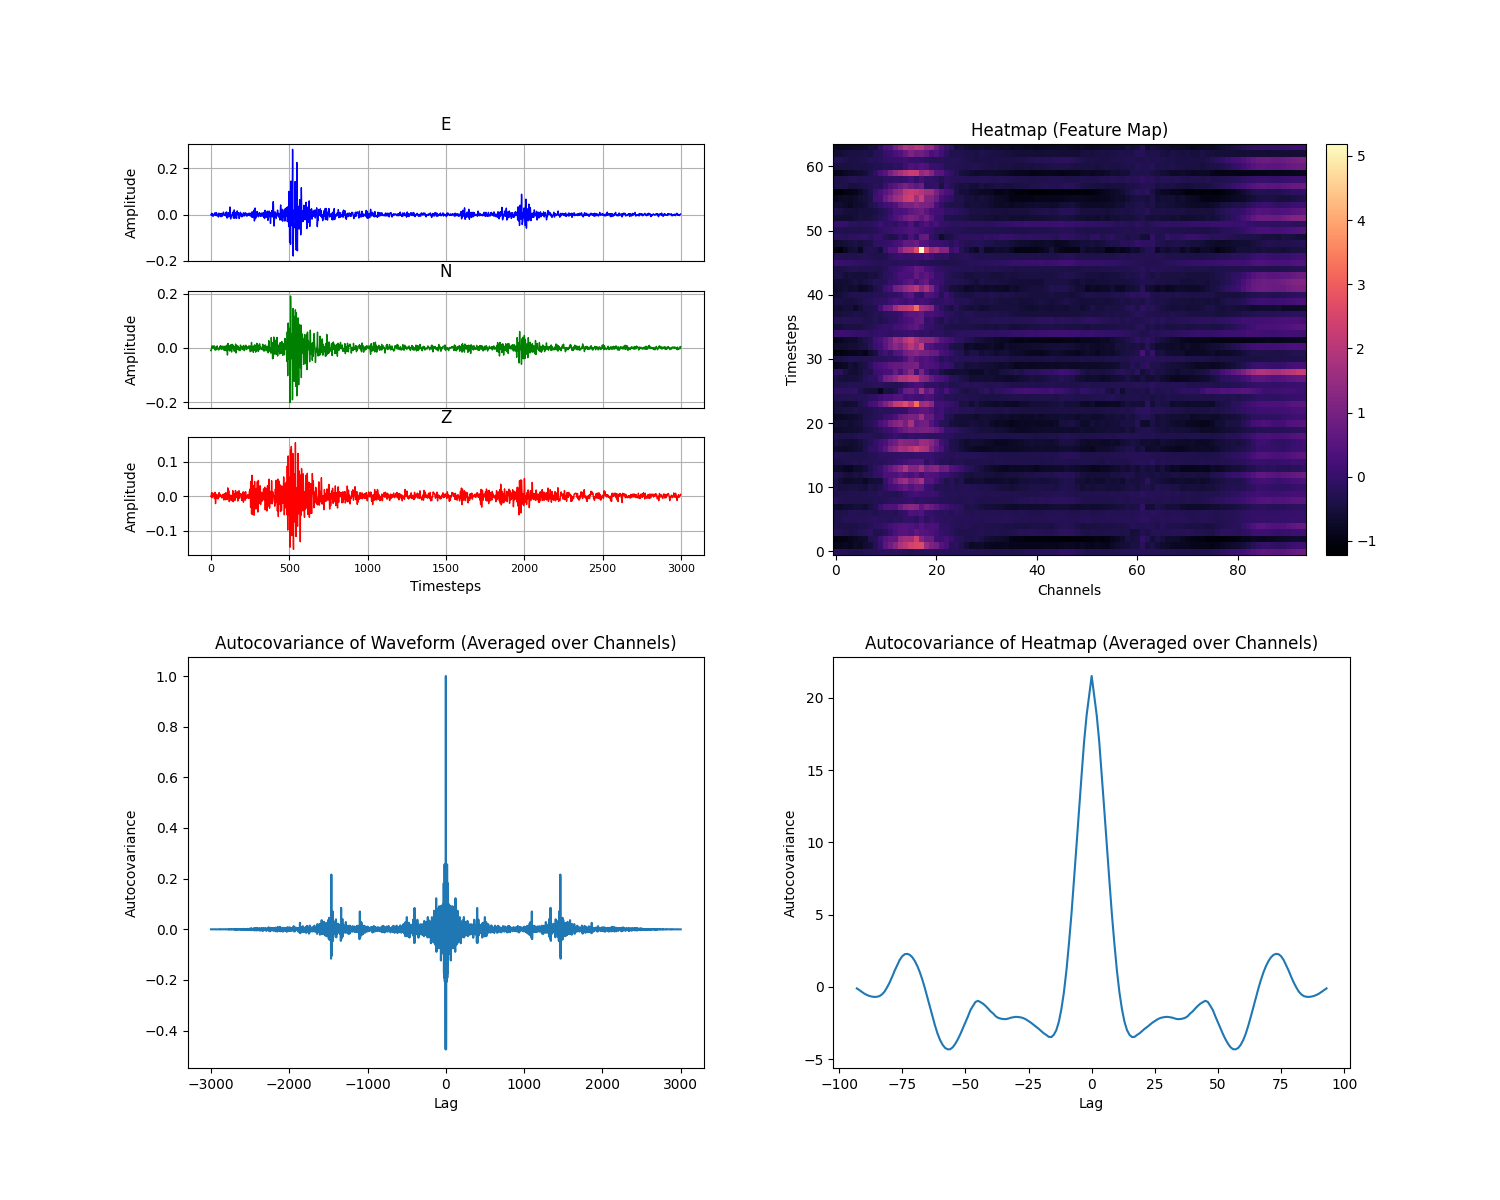 E
0.2
0.0
−0.2
Amplitude
N
0.2
0.0
−0.2
Amplitude
Z
0.1
0.0
−0.1
Amplitude
0 500 1000 1500 2000 2500 3000
Timesteps
Heatmap (Feature Map)
60
50
40
30
20
10
0
Timesteps
0 20 40 60 80
Channels
5
4
3
2
1
0
−1
Autocovariance of Waveform (Averaged over Channels)
1.0
0.8
0.6
0.4
0.2
0.0
−0.2
−0.4
Autocovariance
−3000 −2000 −1000 0 1000 2000 3000
Lag
Autocovariance of Heatmap (Averaged over Channels)
20
15
10
5
0
−5
Autocovariance
−100 −75 −50 −25 0 25 50 75 100
Lag